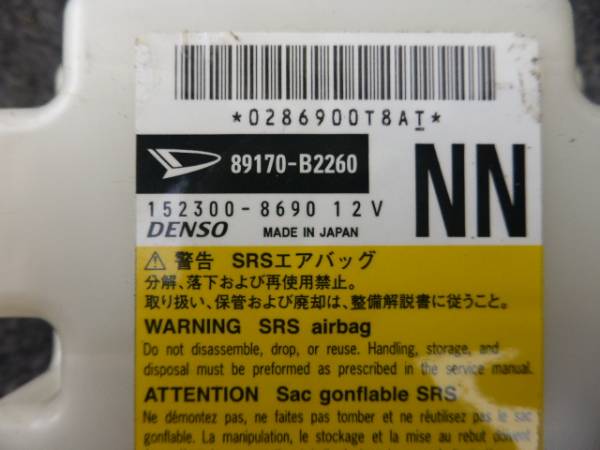 *0286900T8AT*
89170-B2260
NN
152300-8690 12V
DENSO MADE IN JAPAN
⚠ 警告 SRSエアバッグ
分解、落下および再使用禁止。
取り扱い、保管および廃却は、整備解説書に従うこと。
WARNING SRS airbag
Do not disassemble, drop, or reuse. Handling, storage, and
disposal must be performed as prescribed in the service manual.
ATTENTION Sac gonflable SRS
Ne démontez pas, ne faites pas tomber et ne réutilisez pas le sac
gonflable. La manipulation, le stockage et la mise au rebut doivent